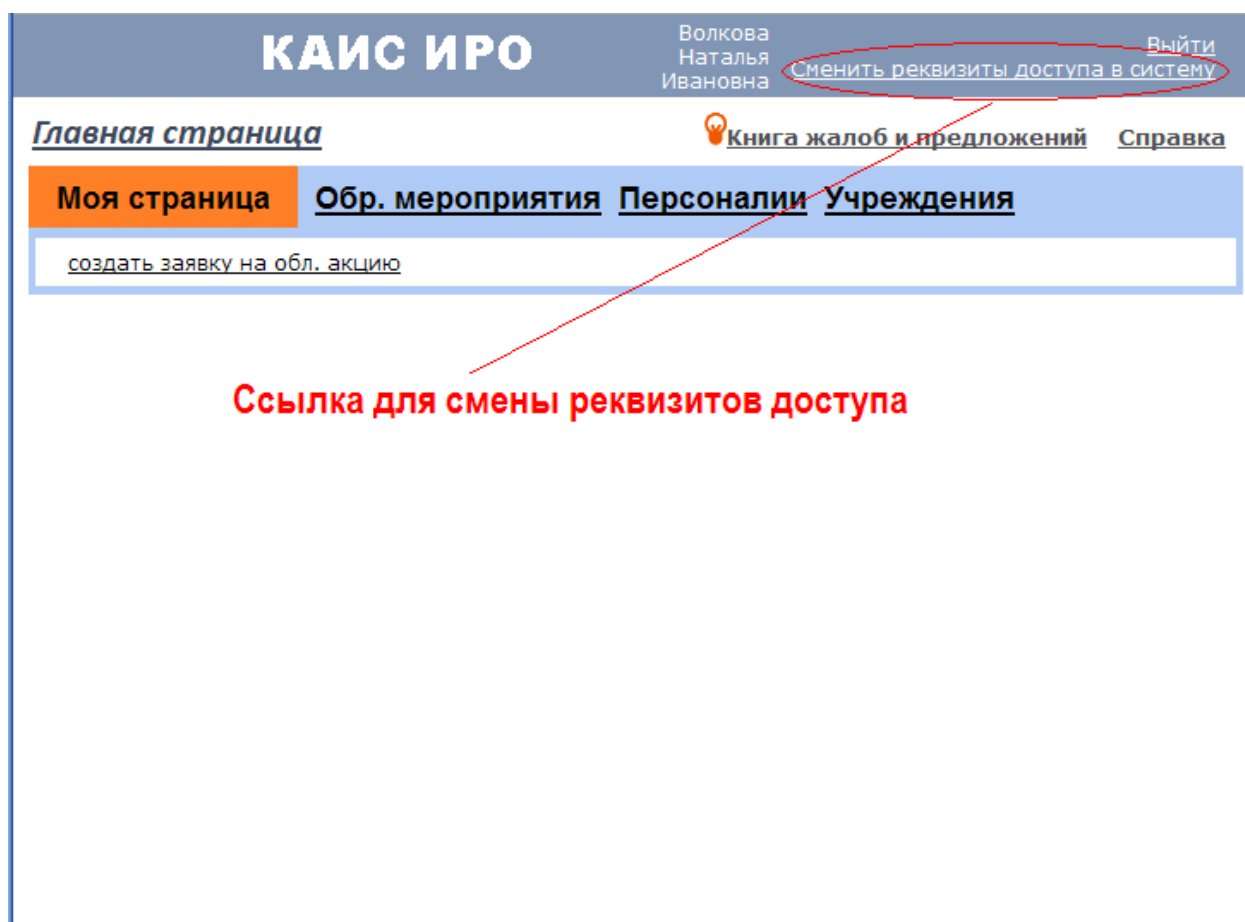 КАИС ИРО
Волкова
Наталья
Ивановна
Выйти
Сменить реквизиты доступа в систему
Главная страница
Книга жалоб и предложений Справка
Моя страница Обр. мероприятия Персоналии Учреждения
создать заявку на обл. акцию
Ссылка для смены реквизитов доступа